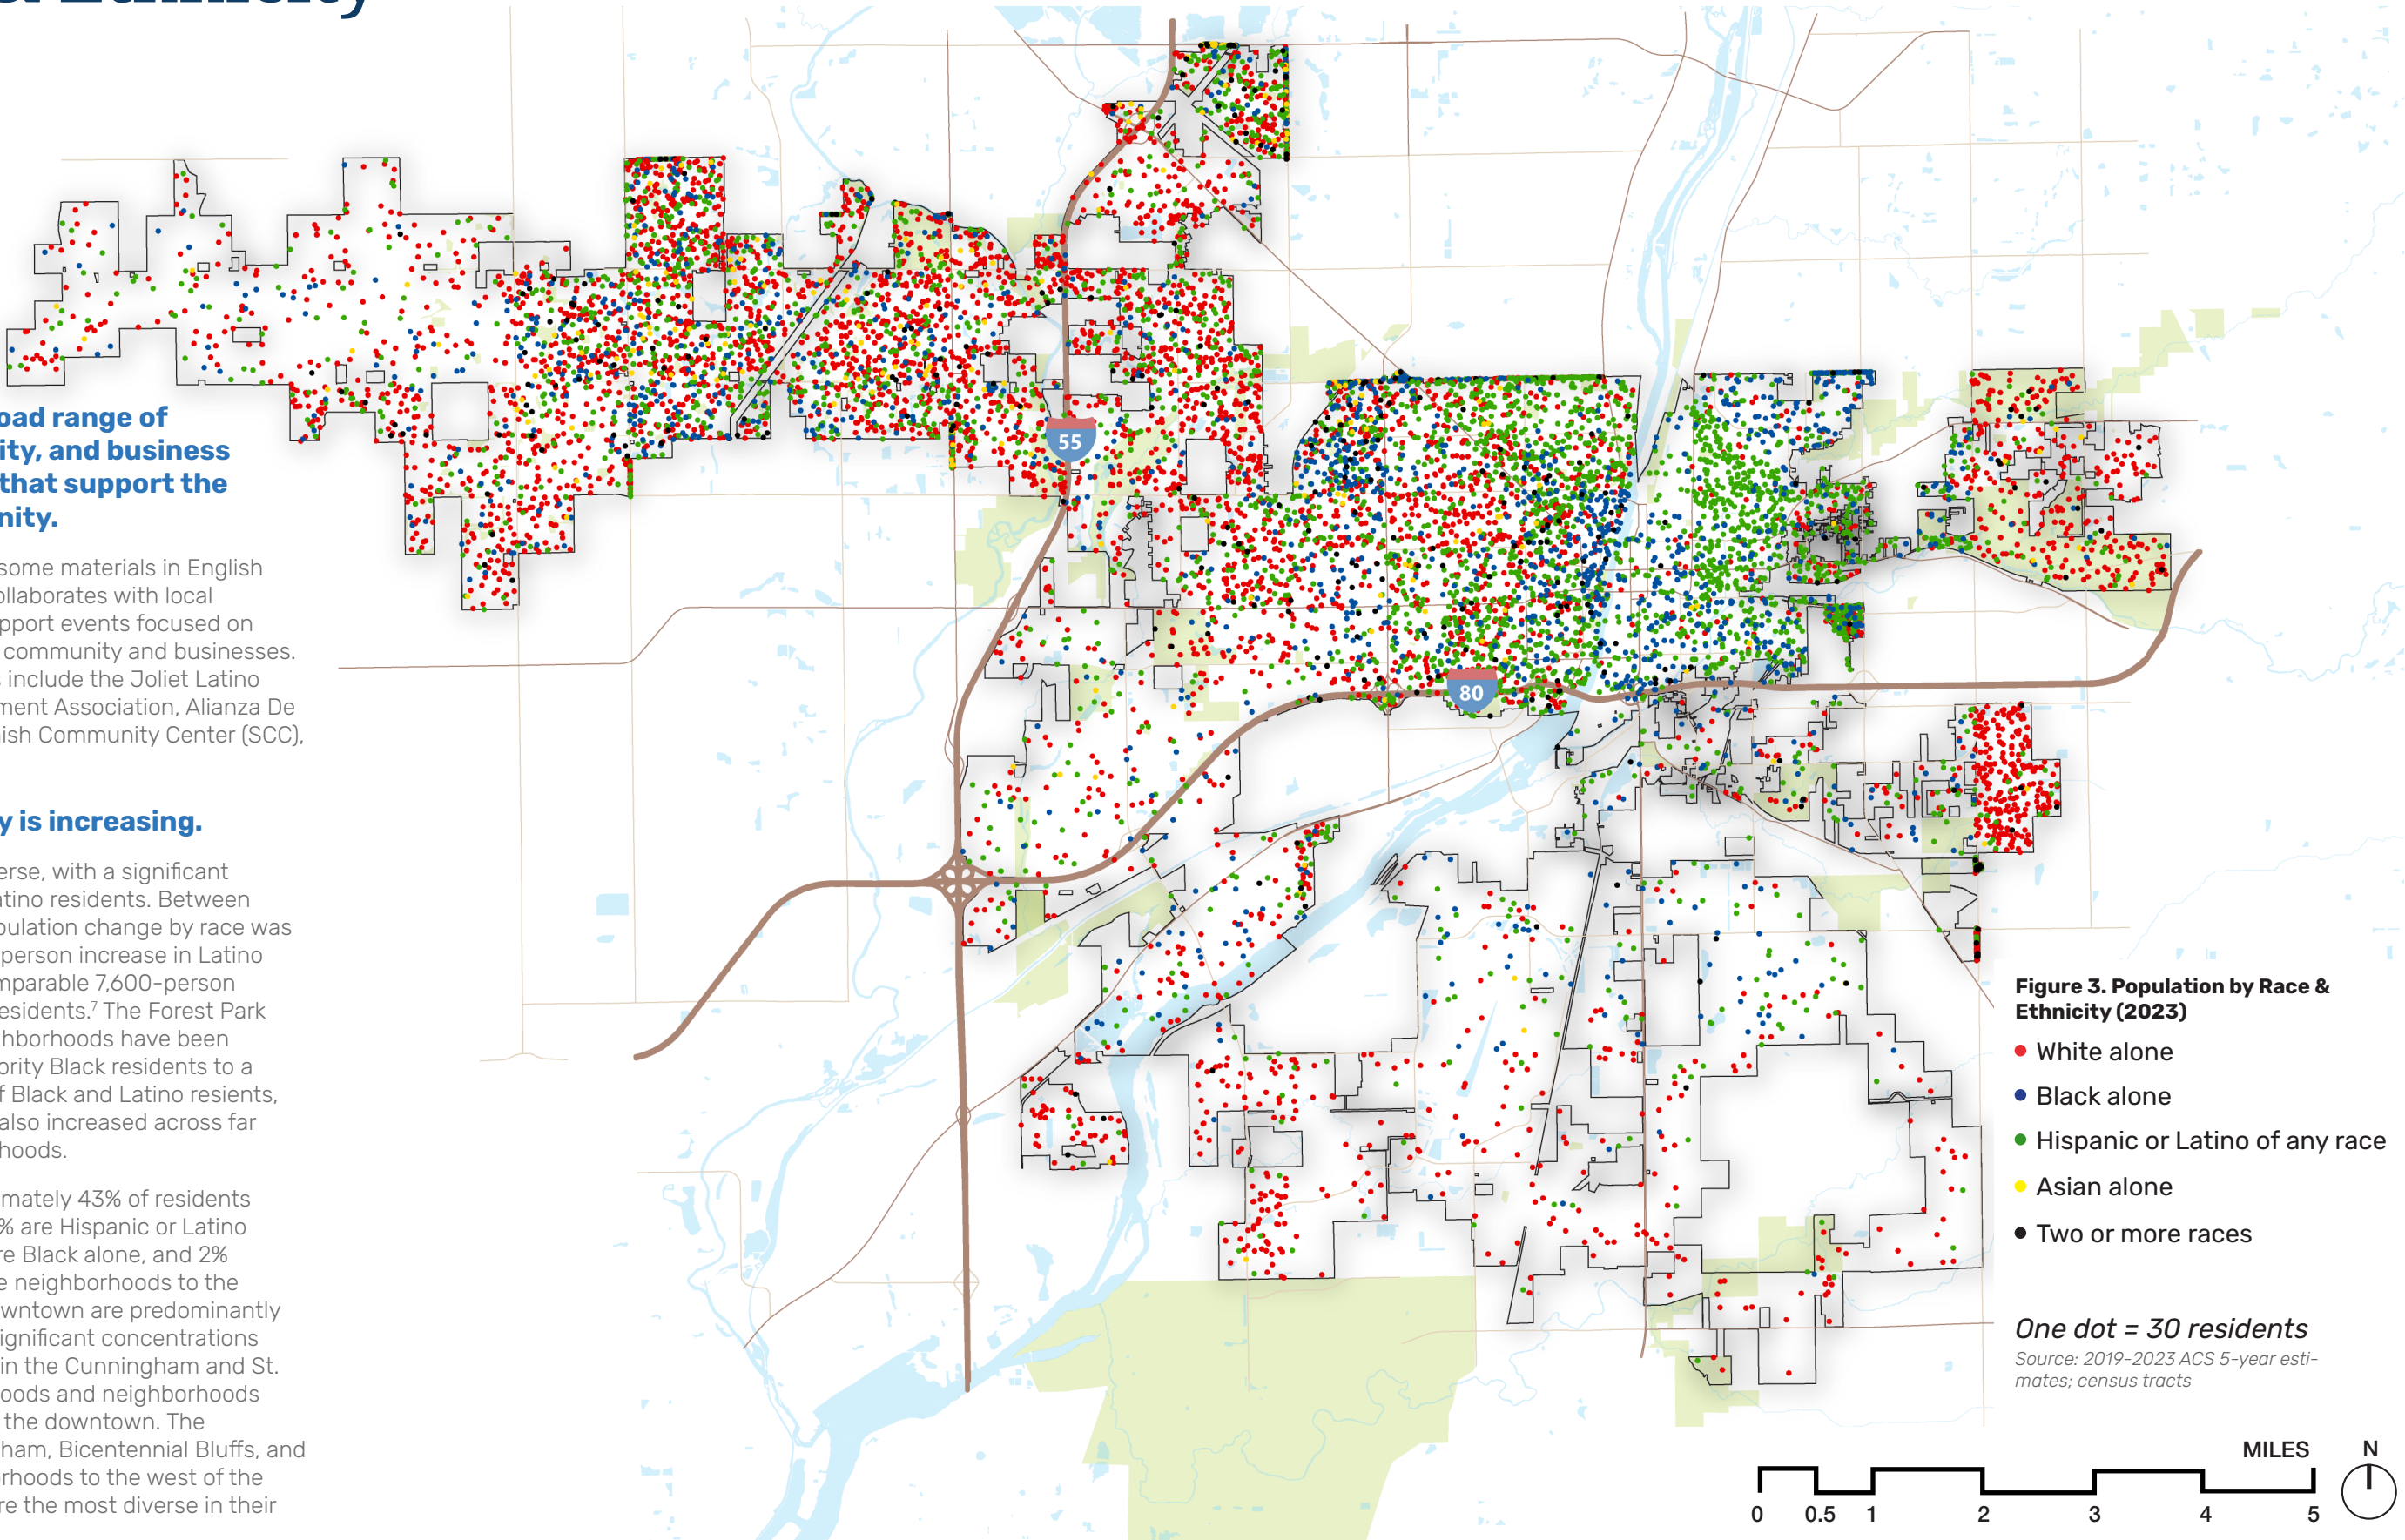 & Ethnicity
oad range of
ity, and business
that support the
nity.
some materials in English
ollaborates with local
pport events focused on
community and businesses.
include the Joliet Latino
ment Association, Alianza De
nish Community Center (SCC),
y is increasing.
erse, with a significant
atino residents. Between
pulation change by race was
person increase in Latino
mparable 7,600-person
esidents.⁷ The Forest Park
ghborhoods have been
ority Black residents to a
f Black and Latino resients,
also increased across far
hoods.
mately 43% of residents
% are Hispanic or Latino
re Black alone, and 2%
e neighborhoods to the
wntown are predominantly
significant concentrations
in the Cunningham and St.
oods and neighborhoods
the downtown. The
ham, Bicentennial Bluffs, and
orhoods to the west of the
re the most diverse in their
55
80
Figure 3. Population by Race &
Ethnicity (2023)
White alone
Black alone
Hispanic or Latino of any race
Asian alone
Two or more races
One dot = 30 residents
Source: 2019-2023 ACS 5-year esti-
mates; census tracts
MILES
N
0 0.5 1 2 3 4 5